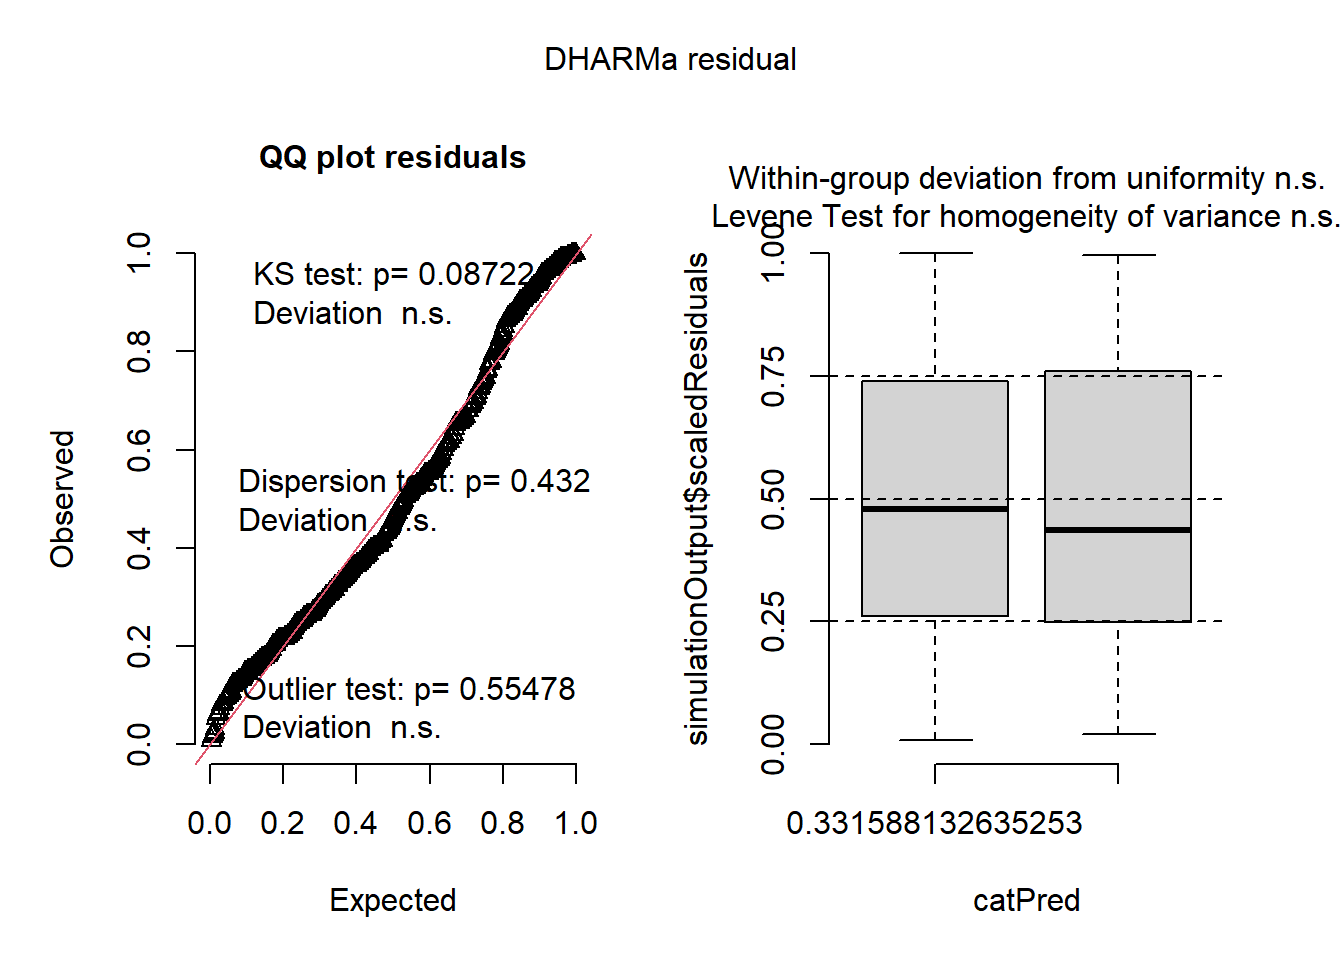 DHARMa residual
QQ plot residuals
KS test: p= 0.08722
Deviation n.s.
Dispersion test: p= 0.432
Deviation n.s.
Outlier test: p= 0.55478
Deviation n.s.
Observed
0.0 0.2 0.4 0.6 0.8 1.0
0.0 0.2 0.4 0.6 0.8 1.0
Expected
Within-group deviation from uniformity n.s.
Levene Test for homogeneity of variance n.s.
simulationOutput$scaledResiduals
0.00 0.25 0.50 0.75 1.00
0.331588132635253
catPred